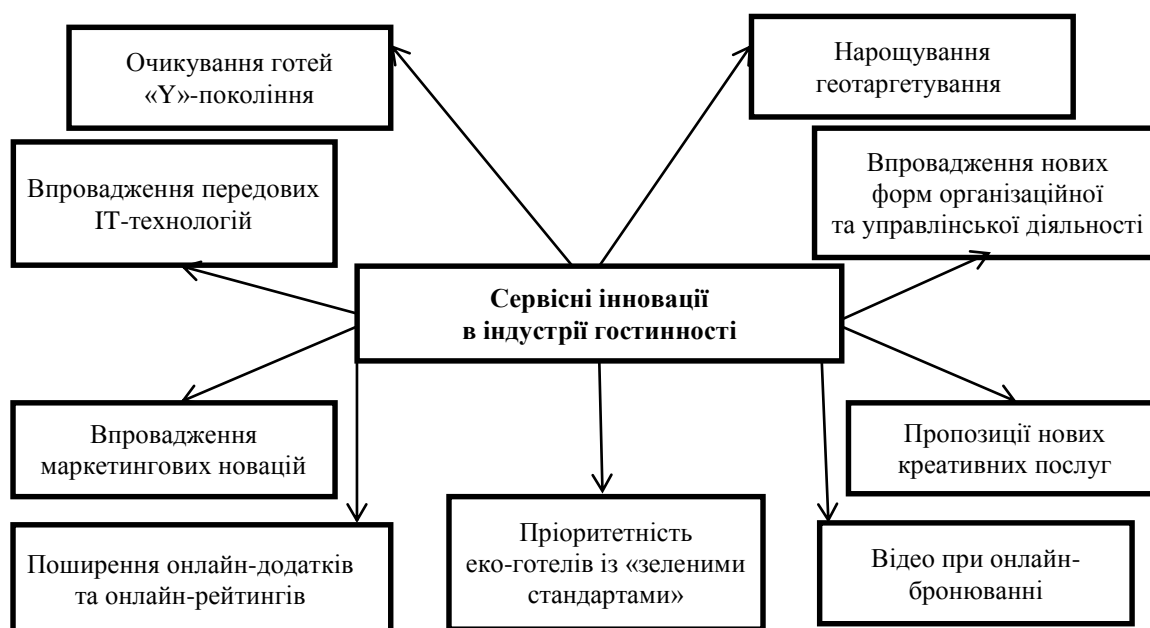 Очикування готей
«Y»-покоління
Нарощування
геотаргетування
Впровадження передових
ІТ-технологій
Впровадження нових
форм організаційної
та управлінської діяльності
Сервісні інновації
в індустрії гостинності
Впровадження
маркетингових новацій
Пропозиції нових
креативних послуг
Поширення онлайн-додатків
та онлайн-рейтингів
Пріоритетність
еко-готелів із «зеленими
стандартами»
Відео при онлайн-
бронюванні